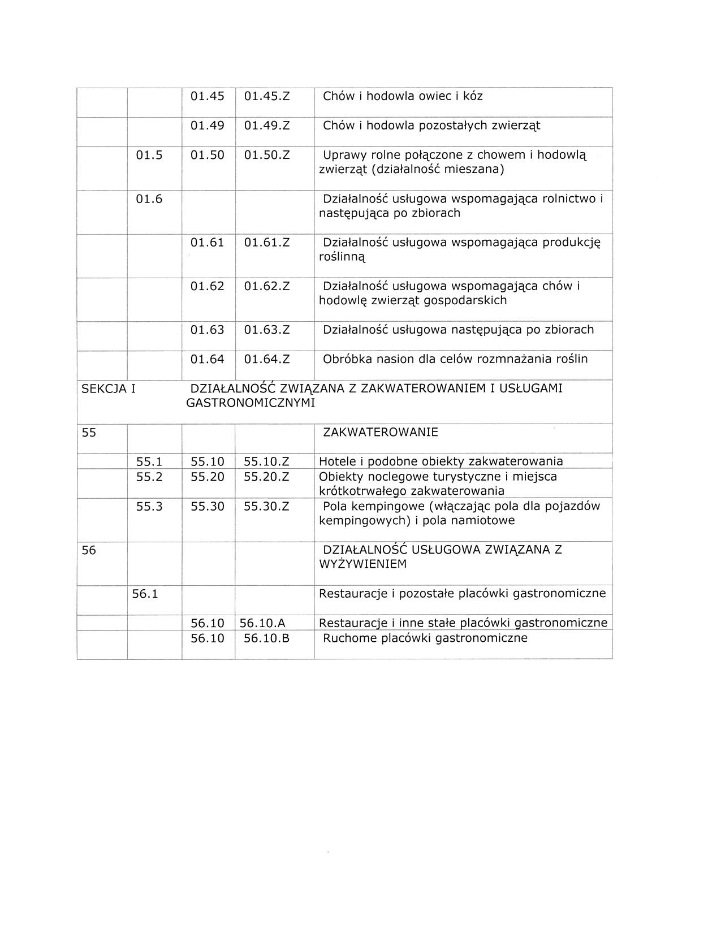 01.45 01.45.Z Chów i hodowla owiec i kóz
01.49 01.49.Z Chów i hodowla pozostałych zwierząt
01.5 01.50 01.50.Z Uprawy rolne połączone z chowem i hodowlą
zwierząt (działalność mieszana)
01.6 Działalność usługowa wspomagająca rolnictwo i
następująca po zbiorach
01.61 01.61.Z Działalność usługowa wspomagająca produkcję
roślinną
01.62 01.62.Z Działalność usługowa wspomagająca chów i
hodowlę zwierząt gospodarskich
01.63 01.63.Z Działalność usługowa następująca po zbiorach
01.64 01.64.Z Obróbka nasion dla celów rozmnażania roślin
SEKCJA I DZIAŁALNOŚĆ ZWIĄZANA Z ZAKWATEROWANIEM I USŁUGAMI
GASTRONOMICZNYMI
55 ZAKWATEROWANIE
55.1 55.10 55.10.Z Hotele i podobne obiekty zakwaterowania
55.2 55.20 55.20.Z Obiekty noclegowe turystyczne i miejsca
krótkotrwałego zakwaterowania
55.3 55.30 55.30.Z Pola kempingowe (włączając pola dla pojazdów
kempingowych) i pola namiotowe
56 DZIAŁALNOŚĆ USŁUGOWA ZWIĄZANA Z
WYŻYWIENIEM
56.1 Restauracje i pozostałe placówki gastronomiczne
56.10 56.10.A Restauracje i inne stałe placówki gastronomiczne
56.10 56.10.B Ruchome placówki gastronomiczne